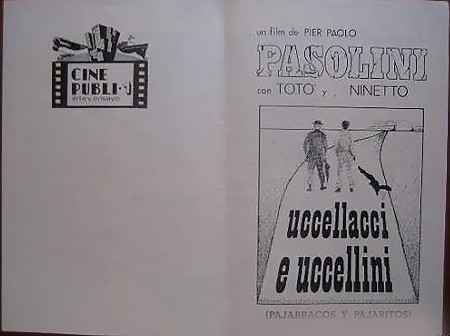 CINE
PUBLI
arte y ensayo
un film de PIER PAOLO
PASOLINI
con TOTO' y . NINETTO
uccellacci
e uccellini
(PAJARRACOS Y PAJARITOS)